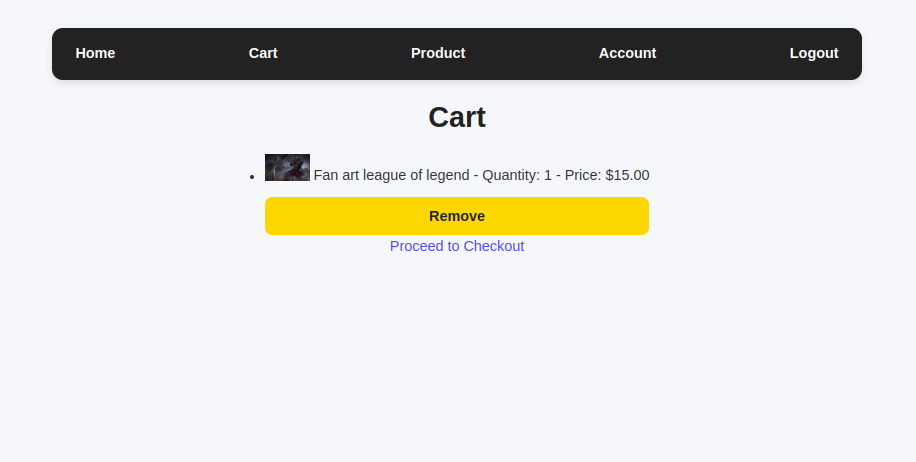 Home Cart Product Account Logout
Cart
Fan art league of legend - Quantity: 1 - Price: $15.00
Remove
Proceed to Checkout